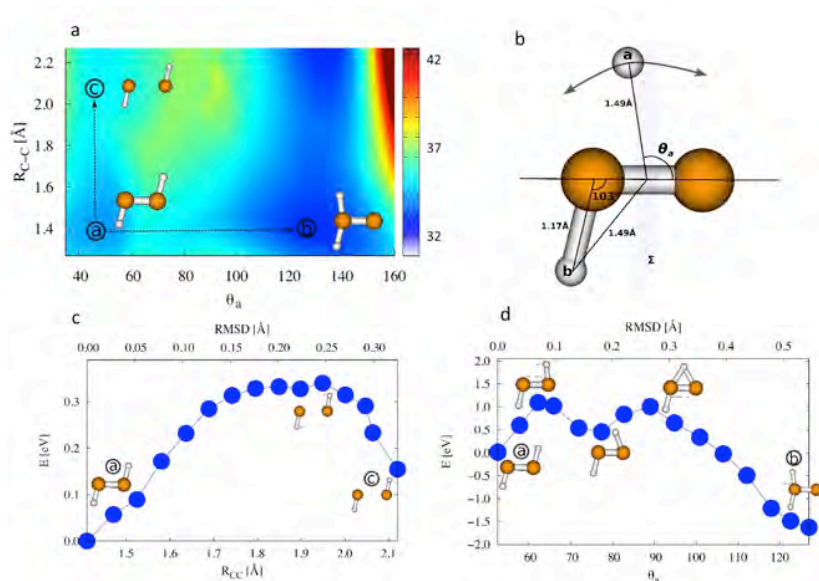 a
2.2
2.0
1.8
1.6
1.4
R_C-C [Å]
c
a
b
40 60 80 100 120 140 160
θ_a
42
39
37
34
31
b
a
1.49Å
θ_a
103
1.17Å
1.49Å
b
Σ
c
RMSD [Å]
0.00 0.05 0.10 0.15 0.20 0.25 0.30
0.3
0.2
0.1
0.0
E [eV]
a
c
1.5 1.6 1.7 1.8 1.9 2.0 2.1
R_CC [Å]
d
RMSD [Å]
0.0 0.1 0.2 0.3 0.4 0.5
2.0
1.5
1.0
0.5
0.0
−0.5
−1.0
−1.5
−2.0
E [eV]
a
b
60 70 80 90 100 110 120
θ_a